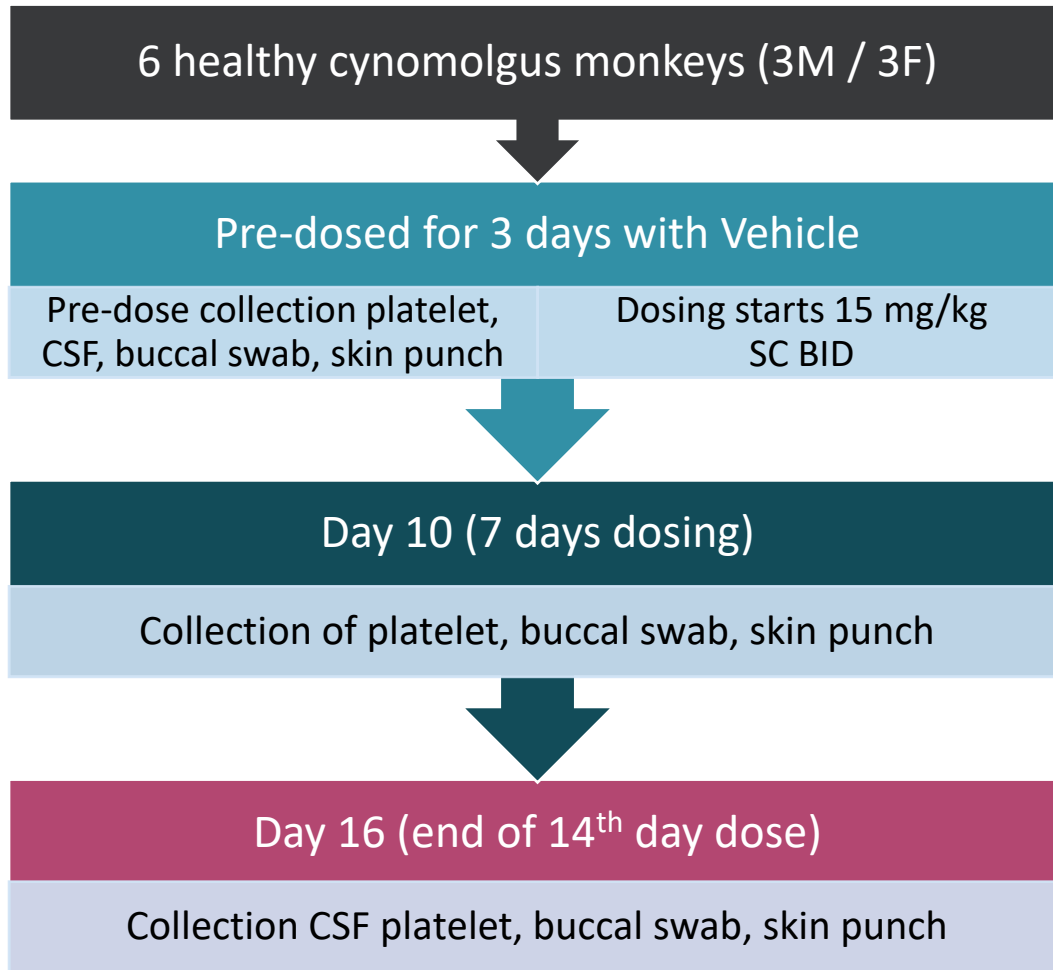 6 healthy cynomolgus monkeys (3M / 3F)
Pre-dosed for 3 days with Vehicle
Pre-dose collection platelet,
CSF, buccal swab, skin punch
Dosing starts 15 mg/kg
SC BID
Day 10 (7 days dosing)
Collection of platelet, buccal swab, skin punch
Day 16 (end of 14th day dose)
Collection CSF platelet, buccal swab, skin punch